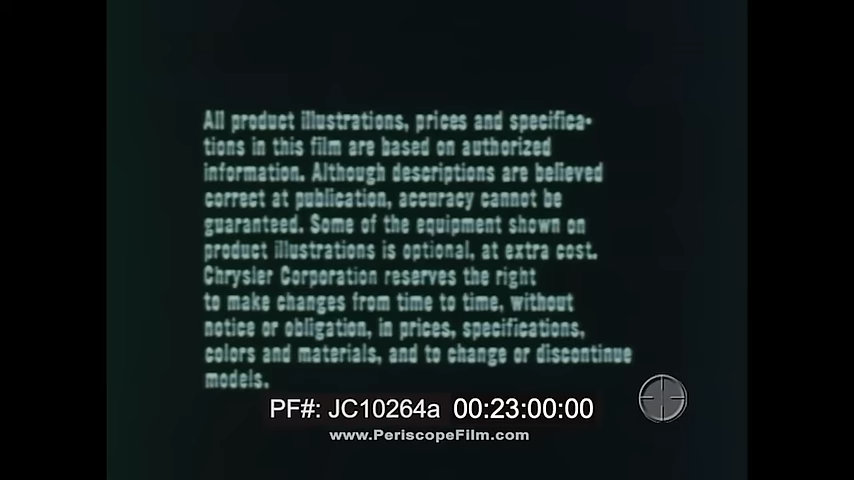 All product illustrations, prices and specifica-
tions in this film are based on authorized
information. Although descriptions are believed
correct at publication, accuracy cannot be
guaranteed. Some of the equipment shown on
product illustrations is optional, at extra cost.
Chrysler Corporation reserves the right
to make changes from time to time, without
notice or obligation, in prices, specifications,
colors and materials, and to change or discontinue
models.
PF#: JC10264a 00:23:00:00
www.PeriscopeFilm.com